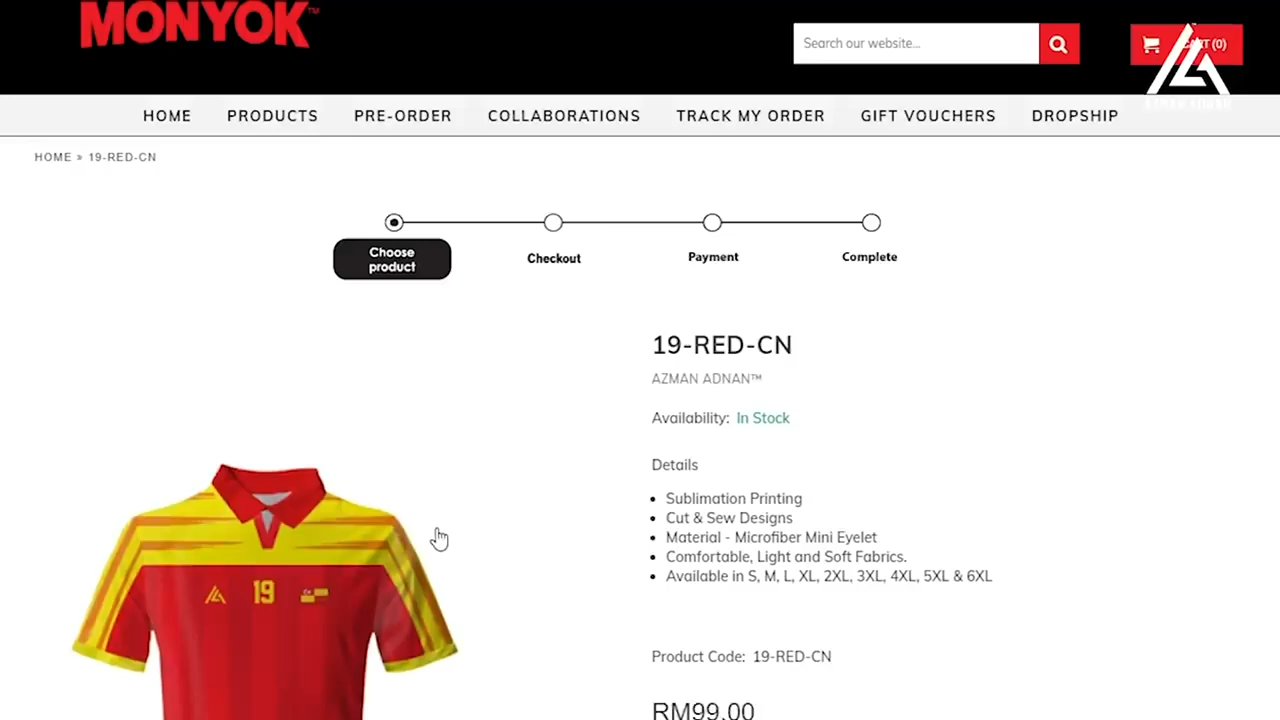 MONYOK™
Search our website...
(0)
HOME PRODUCTS PRE-ORDER COLLABORATIONS TRACK MY ORDER GIFT VOUCHERS DROPSHIP
HOME » 19-RED-CN
Choose
product
Checkout
Payment
Complete
19-RED-CN
AZMAN ADNAN™
Availability: In Stock
Details
• Sublimation Printing
• Cut & Sew Designs
• Material - Microfiber Mini Eyelet
• Comfortable, Light and Soft Fabrics.
• Available in S, M, L, XL, 2XL, 3XL, 4XL, 5XL & 6XL
19
Product Code: 19-RED-CN
RM99.00